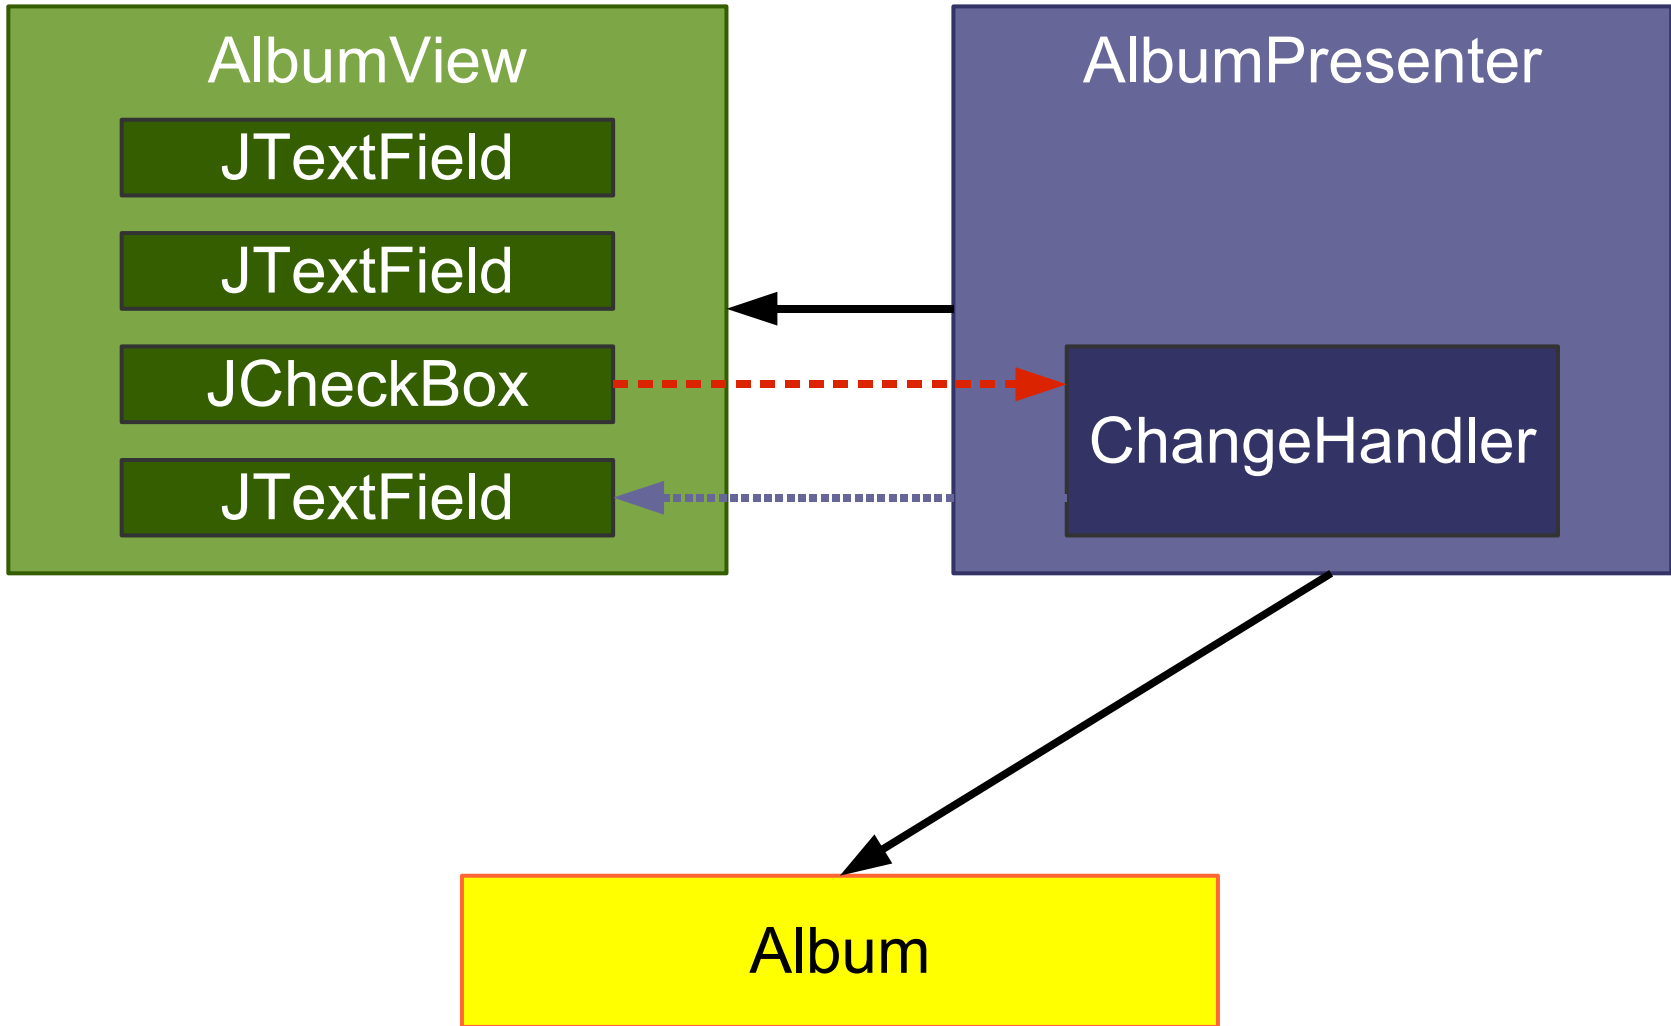 AlbumView
JTextField
JTextField
JCheckBox
JTextField
AlbumPresenter
ChangeHandler
Album